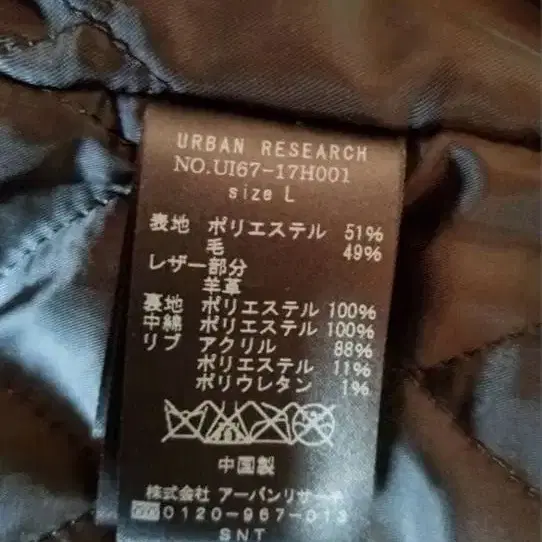 URBAN RESEARCH
NO.UI67-17H001
size L
表地 ポリエステル 51%
毛 49%
レザー部分
羊革
裏地 ポリエステル 100%
中綿 ポリエステル 100%
リブ アクリル 88%
ポリエステル 11%
ポリウレタン 1%
中国製
株式会社 アーバンリサーチ
0120-967-013
SNT